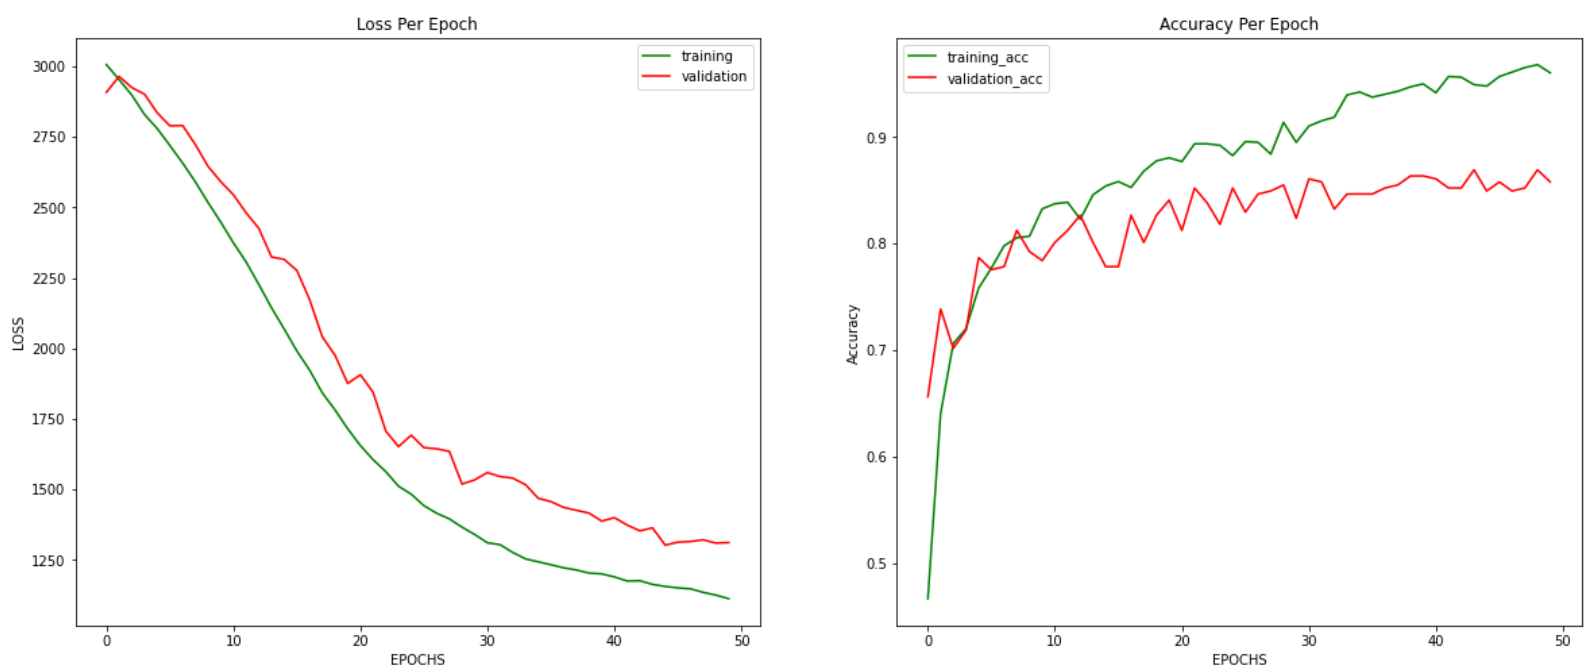 Loss Per Epoch
training
validation
3000
2750
2500
2250
2000
1750
1500
1250
LOSS
0 10 20 30 40 50
EPOCHS
Accuracy Per Epoch
training_acc
validation_acc
0.9
0.8
0.7
0.6
0.5
Accuracy
0 10 20 30 40 50
EPOCHS